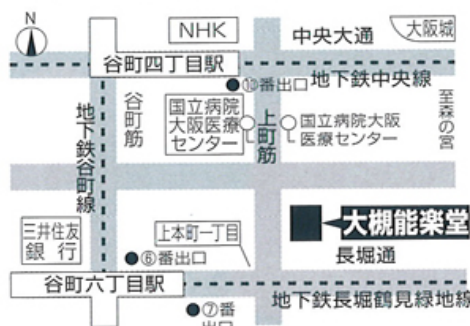 N
NHK
中央大通
大阪城
谷町四丁目駅
地下鉄中央線
⑩番出口
谷町筋
国立病院
大阪医療
センター
上町筋
国立病院大阪
医療センター
至森の宮
地下鉄谷町線
三井住友
銀行
上本町一丁目
大槻能楽堂
長堀通
⑥番出口
谷町六丁目駅
地下鉄長堀鶴見緑地線
⑦番
出口